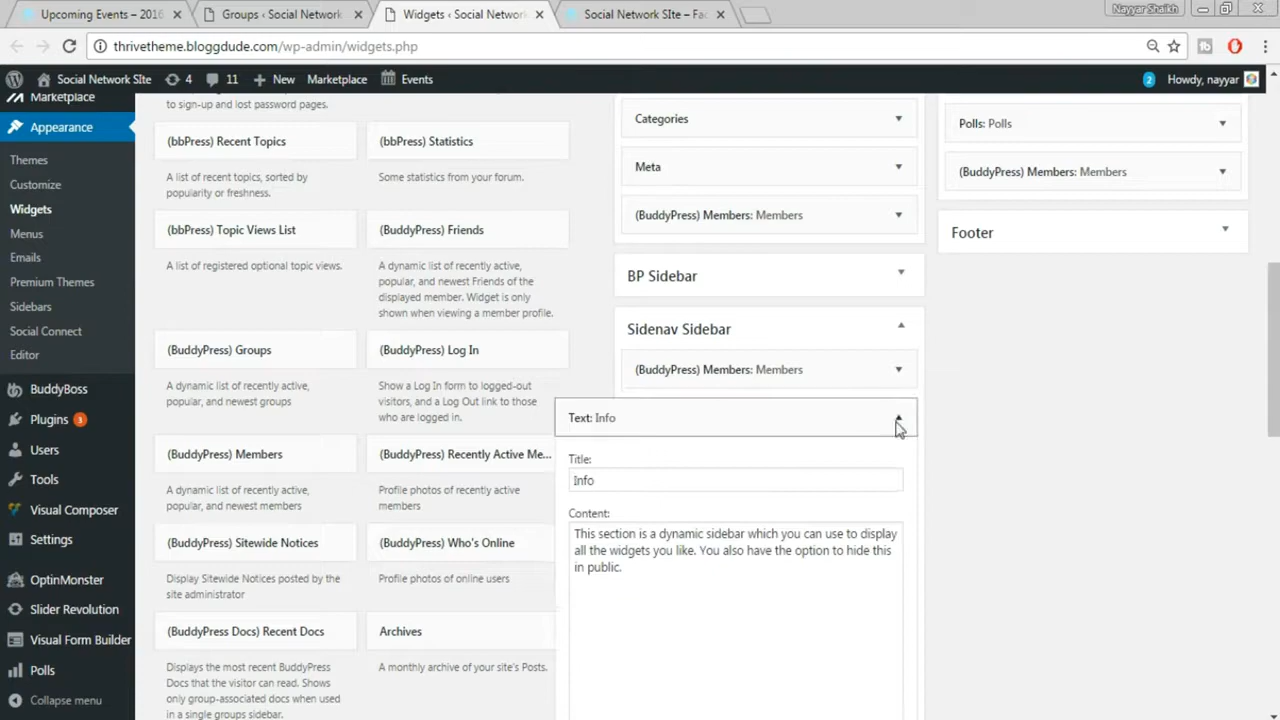 Upcoming Events – 2016
Groups ‹ Social Network
Widgets ‹ Social Network
Social Network SIte – Fac
Nayyar Shaikh
thrivetheme.bloggdude.com/wp-admin/widgets.php
Social Network SIte
4
11
New
Marketplace
Events
2
Howdy, nayyar
Marketplace
Appearance
Themes
Customize
Widgets
Menus
Emails
Premium Themes
Sidebars
Social Connect
Editor
BuddyBoss
Plugins 3
Users
Tools
Visual Composer
Settings
OptinMonster
Slider Revolution
Visual Form Builder
Polls
Collapse menu
to sign-up and lost password pages.
(bbPress) Recent Topics
A list of recent topics, sorted by
popularity or freshness.
(bbPress) Topic Views List
A list of registered optional topic views.
(BuddyPress) Groups
A dynamic list of recently active,
popular, and newest groups
(BuddyPress) Members
A dynamic list of recently active,
popular, and newest members
(BuddyPress) Sitewide Notices
Display Sitewide Notices posted by the
site administrator
(BuddyPress Docs) Recent Docs
Displays the most recent BuddyPress
Docs that the visitor can read. Shows
only group-associated docs when used
in a single groups sidebar.
(bbPress) Statistics
Some statistics from your forum.
(BuddyPress) Friends
A dynamic list of recently active,
popular, and newest Friends of the
displayed member. Widget is only
shown when viewing a member profile.
(BuddyPress) Log In
Show a Log In form to logged-out
visitors, and a Log Out link to those
who are logged in.
(BuddyPress) Recently Active Me...
Profile photos of recently active
members
(BuddyPress) Who's Online
Profile photos of online users
Archives
A monthly archive of your site's Posts.
Categories
Meta
(BuddyPress) Members: Members
BP Sidebar
Sidenav Sidebar
(BuddyPress) Members: Members
Text: Info
Title:
Info
Content:
This section is a dynamic sidebar which you can use to display
all the widgets you like. You also have the option to hide this
in public.
Polls: Polls
(BuddyPress) Members: Members
Footer